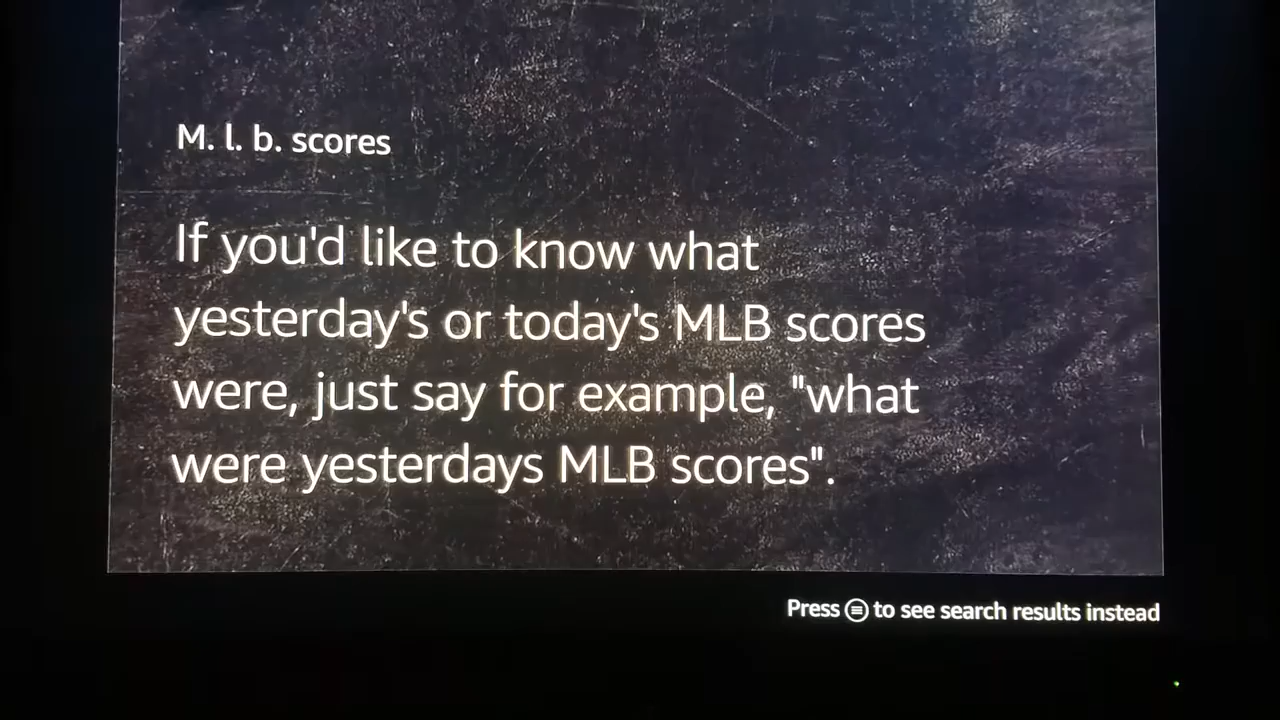 M. l. b. scores
If you'd like to know what
yesterday's or today's MLB scores
were, just say for example, "what
were yesterdays MLB scores".
Press to see search results instead